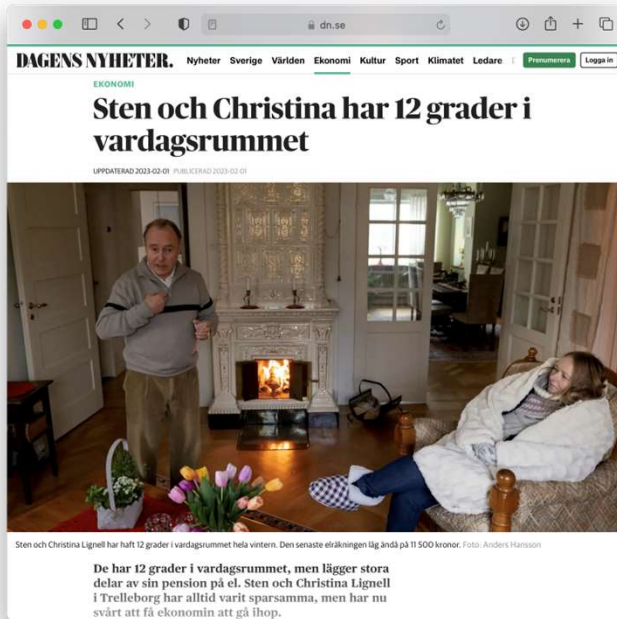 dn.se
DAGENS NYHETER. Nyheter Sverige Världen Ekonomi Kultur Sport Klimatet Ledare Prenumerera Logga in
EKONOMI
Sten och Christina har 12 grader i
vardagsrummet
UPPDATERAD 2023-02-01 PUBLICERAD 2023-02-01
Sten och Christina Lignell har haft 12 grader i vardagsrummet hela vintern. Den senaste elräkningen låg ändå på 11 500 kronor. Foto: Anders Hansson
De har 12 grader i vardagsrummet, men lägger stora
delar av sin pension på el. Sten och Christina Lignell
i Trelleborg har alltid varit sparsamma, men har nu
svårt att få ekonomin att gå ihop.